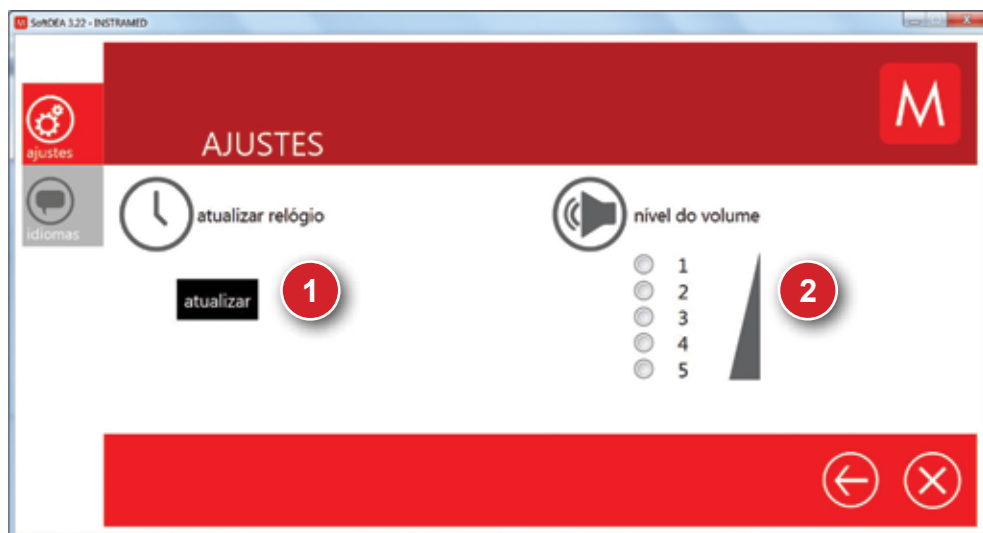 M SoftDEA 3.22 - INSTRAMED
M
AJUSTES
ajustes
idiomas
atualizar relógio
atualizar
1
nível do volume
1
2
3
4
5
2